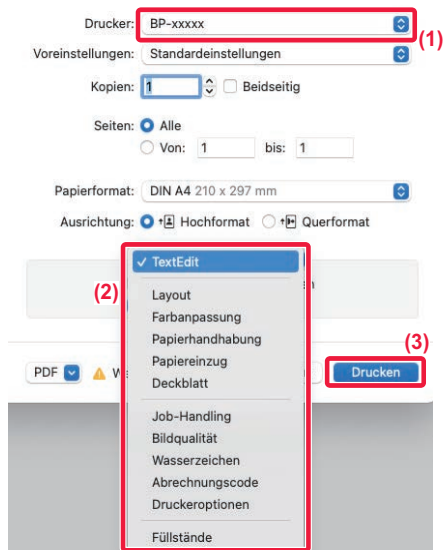 Drucker: BP-xxxxx
(1)
Voreinstellungen: Standardeinstellungen
Kopien: 1 Beidseitig
Seiten: Alle
Von: 1 bis: 1
Papierformat: DIN A4 210 x 297 mm
Ausrichtung: Hochformat Querformat
✓ TextEdit
(2)
Layout
Farbanpassung
Papierhandhabung
Papiereinzug
Deckblatt
(3)
PDF Drucken
Job-Handling
Bildqualität
Wasserzeichen
Abrechnungscode
Druckeroptionen
Füllstände